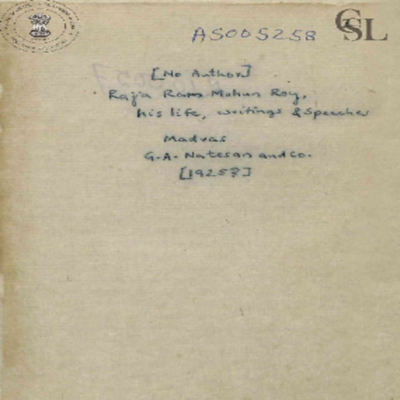 AS005258
CSL
[No Author]
Raja Ram Mohun Roy,
his life, writings & Speeches
Madras
G.A. Natesan and Co.
[1925?]